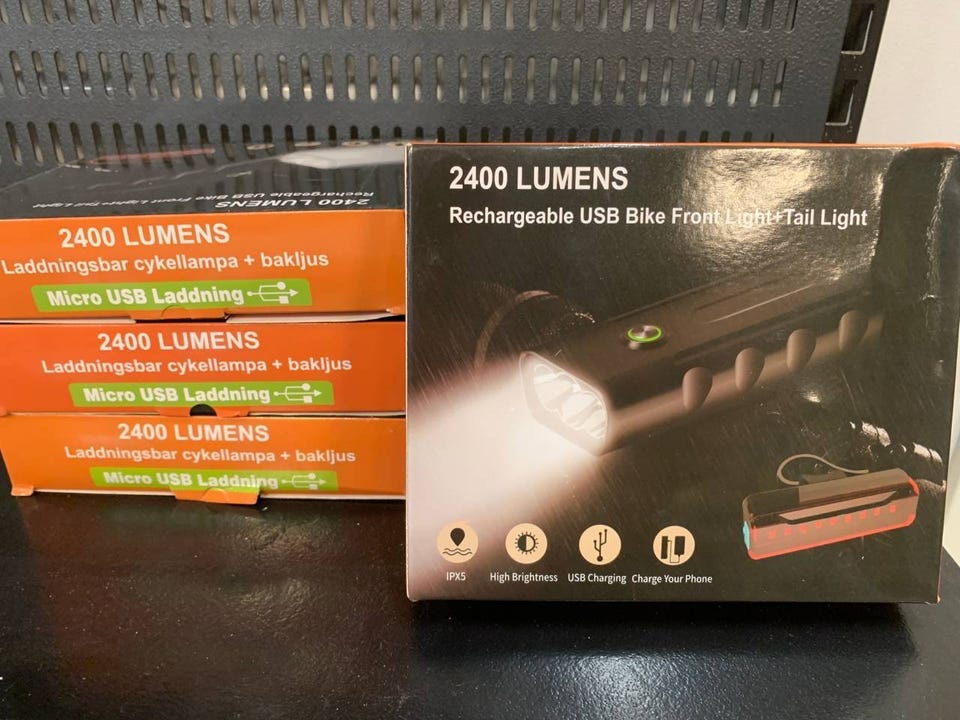 2400 LUMENS
Rechargeable USB Bike Front Light+Tail Light
2400 LUMENS
Laddningsbar cykellampa + bakljus
Micro USB Laddning
2400 LUMENS
Laddningsbar cykellampa + bakljus
Micro USB Laddning
2400 LUMENS
Laddningsbar cykellampa + bakljus
Micro USB Laddning
2400 LUMENS
Rechargeable USB Bike Front Light+Tail Light
IPX5
High Brightness
USB Charging
Charge Your Phone